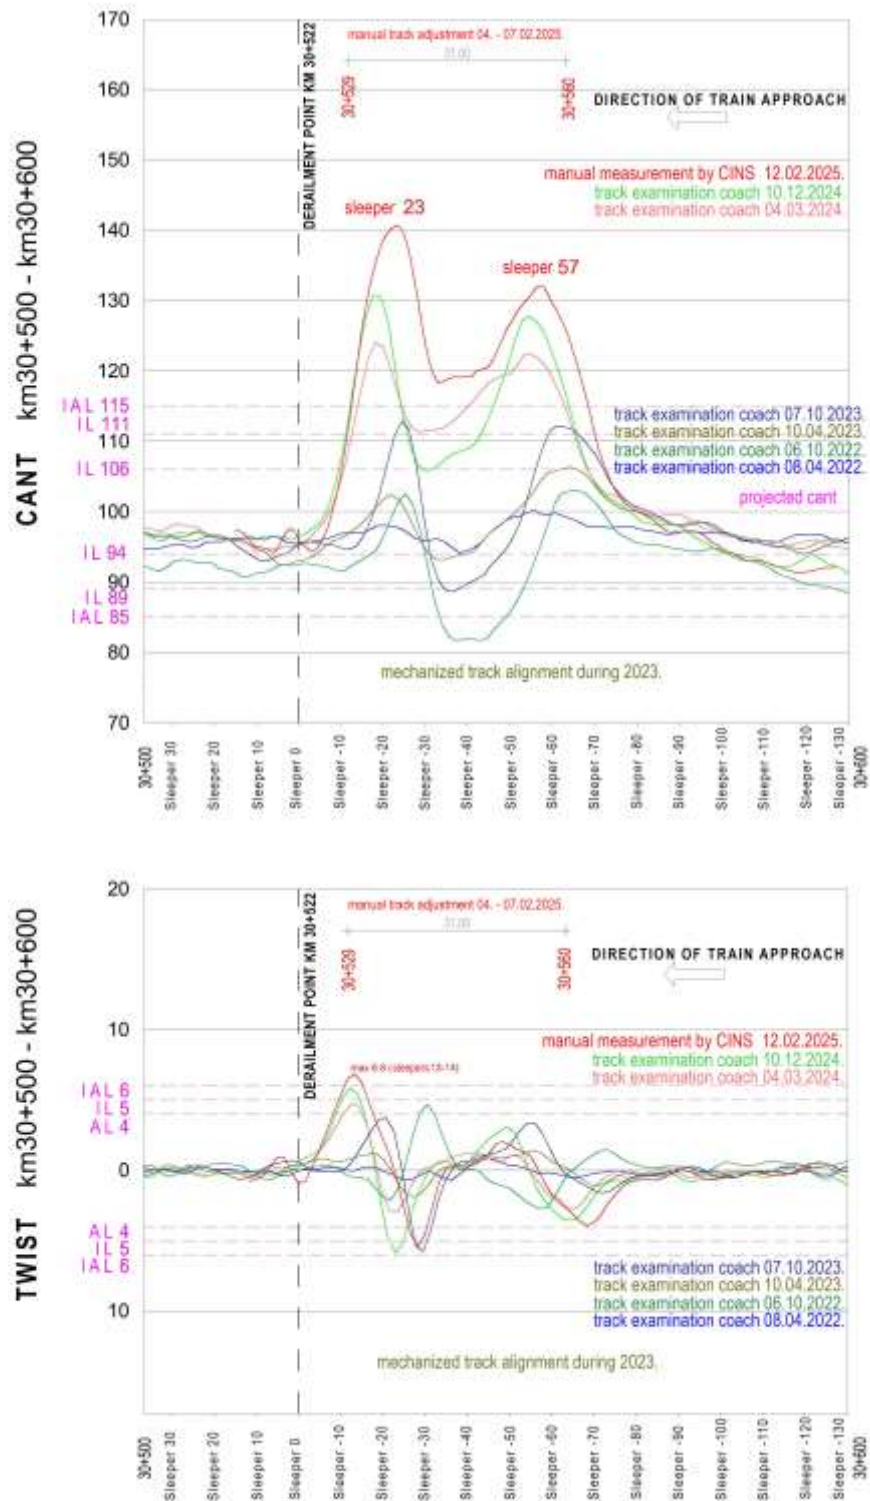 CANT km30+500 - km30+600
170
160
150
140
130
120
110
100
90
80
70
IAL 115
IL 111
IL 106
IL 94
IL 89
IAL 85
DERAILMENT POINT KM 30+522
manual track adjustment 04. - 07.02.2025.
31.00
30+529
30+560
DIRECTION OF TRAIN APPROACH
manual measurement by CINS 12.02.2025.
track examination coach 10.12.2024.
track examination coach 04.03.2024.
sleeper 23
sleeper 57
track examination coach 07.10.2023.
track examination coach 10.04.2023.
track examination coach 06.10.2022.
track examination coach 08.04.2022.
projected cant
mechanized track alignment during 2023.
30+500
Sleeper 30
Sleeper 20
Sleeper 10
Sleeper 0
Sleeper -10
Sleeper -20
Sleeper -30
Sleeper -40
Sleeper -50
Sleeper -60
Sleeper -70
Sleeper -80
Sleeper -90
Sleeper -100
Sleeper -110
Sleeper -120
Sleeper -130
30+600
TWIST km30+500 - km30+600
20
10
0
10
IAL 6
IL 5
AL 4
AL 4
IL 5
IAL 6
DERAILMENT POINT KM 30+522
manual track adjustment 04. - 07.02.2025.
31.00
30+529
30+560
DIRECTION OF TRAIN APPROACH
manual measurement by CINS 12.02.2025.
track examination coach 10.12.2024.
track examination coach 04.03.2024.
max 6.8 (sleepers 13-14)
track examination coach 07.10.2023.
track examination coach 10.04.2023.
track examination coach 06.10.2022.
track examination coach 08.04.2022.
mechanized track alignment during 2023.
30+500
Sleeper 30
Sleeper 20
Sleeper 10
Sleeper 0
Sleeper -10
Sleeper -20
Sleeper -30
Sleeper -40
Sleeper -50
Sleeper -60
Sleeper -70
Sleeper -80
Sleeper -90
Sleeper -100
Sleeper -110
Sleeper -120
Sleeper -130
30+600